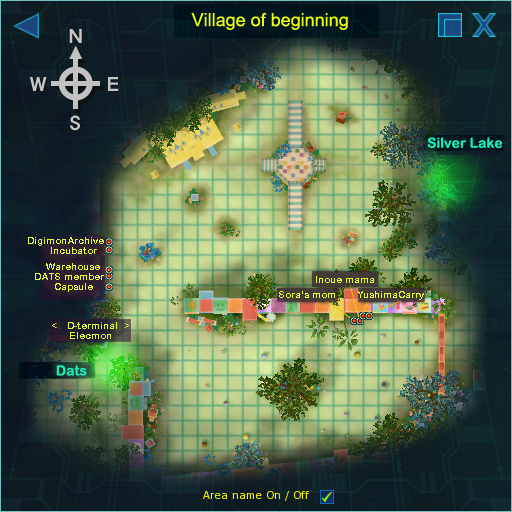 Village of beginning
N
W E
S
Silver Lake
DigimonArchive
Incubator
Warehouse
DATS member
Capsule
Inoue mama
Sora's mom
YushimaCarry
< D-terminal >
Elecmon
Dats
Area name On / Off